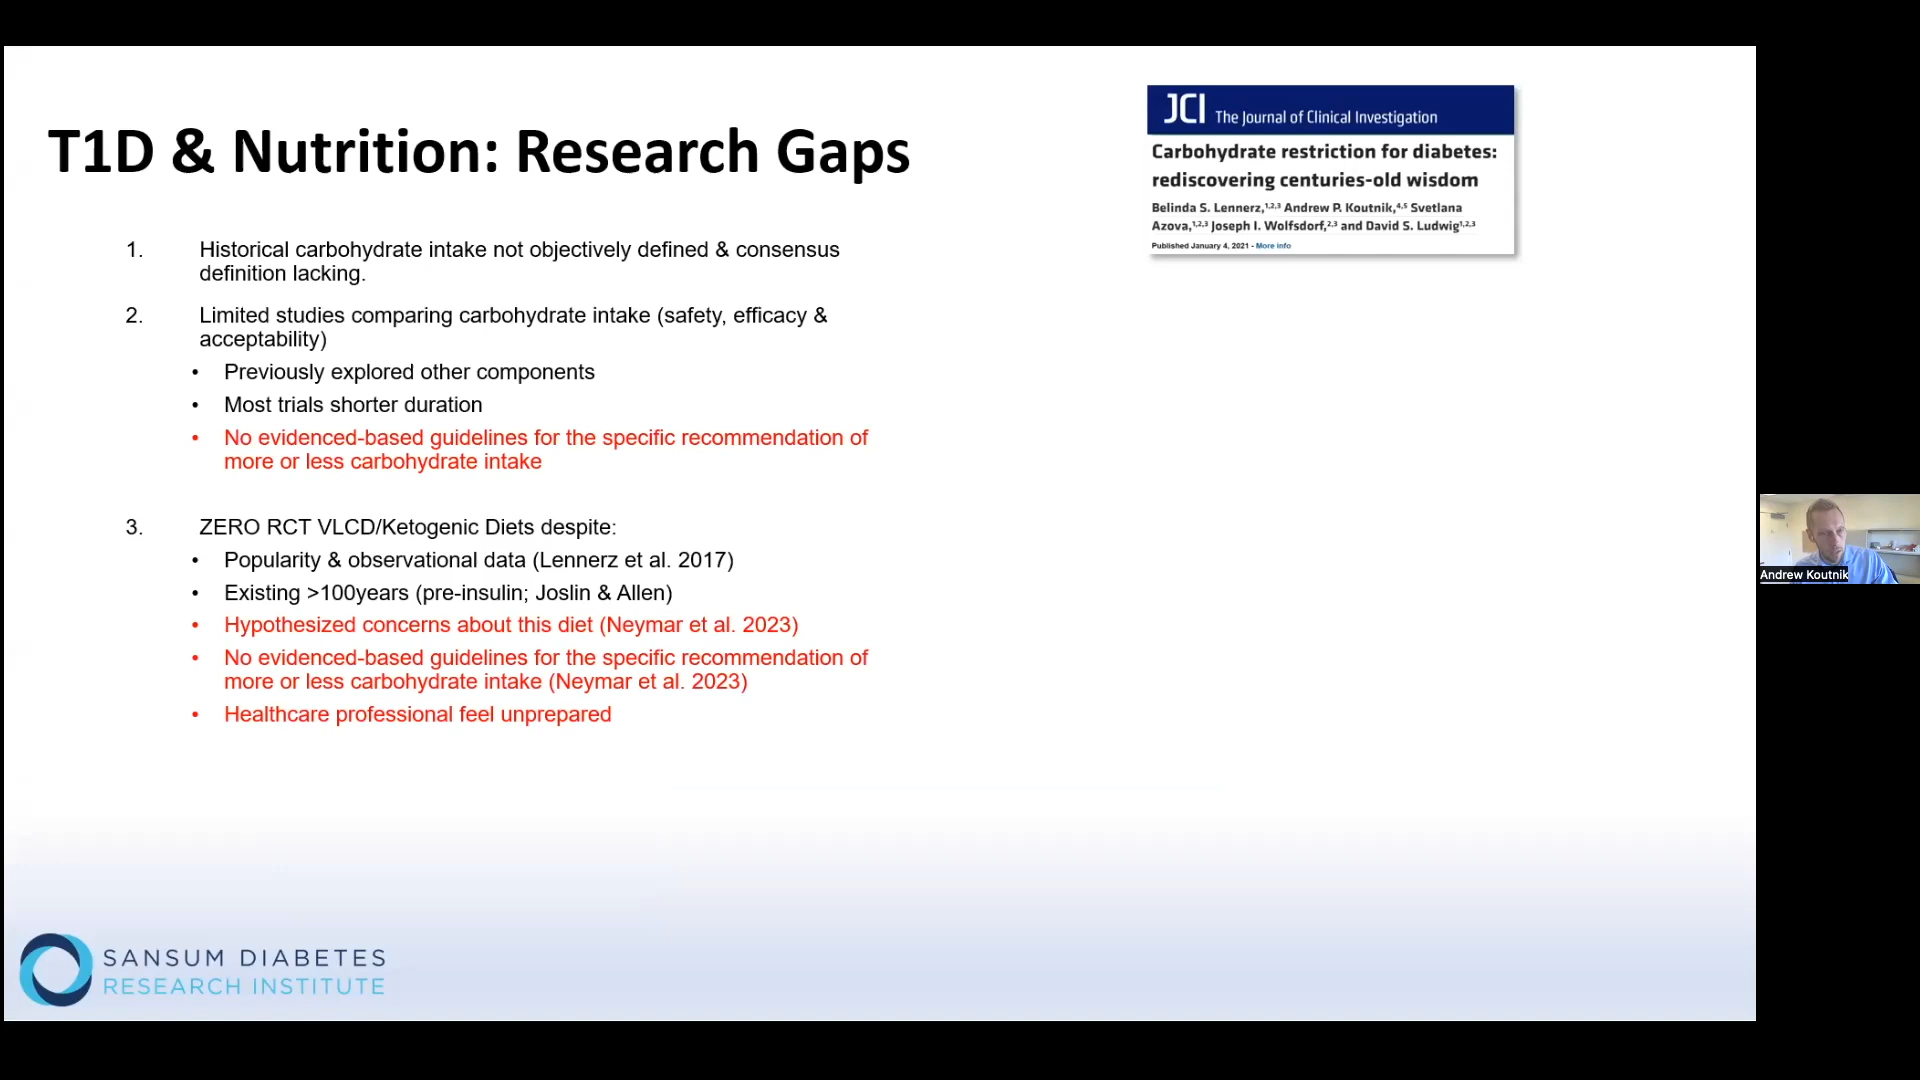 T1D & Nutrition: Research Gaps
1. Historical carbohydrate intake not objectively defined & consensus
definition lacking.
2. Limited studies comparing carbohydrate intake (safety, efficacy &
acceptability)
• Previously explored other components
• Most trials shorter duration
• No evidenced-based guidelines for the specific recommendation of
more or less carbohydrate intake
3. ZERO RCT VLCD/Ketogenic Diets despite:
• Popularity & observational data (Lennerz et al. 2017)
• Existing >100years (pre-insulin; Joslin & Allen)
• Hypothesized concerns about this diet (Neymar et al. 2023)
• No evidenced-based guidelines for the specific recommendation of
more or less carbohydrate intake (Neymar et al. 2023)
• Healthcare professional feel unprepared
JCI The Journal of Clinical Investigation
Carbohydrate restriction for diabetes:
rediscovering centuries-old wisdom
Belinda S. Lennerz,1,2,3 Andrew P. Koutnik,4,5 Svetlana
Azova,1,2,3 Joseph I. Wolfsdorf,2,3 and David S. Ludwig1,2,3
Published January 4, 2021 - More info
Andrew Koutnik
SANSUM DIABETES
RESEARCH INSTITUTE